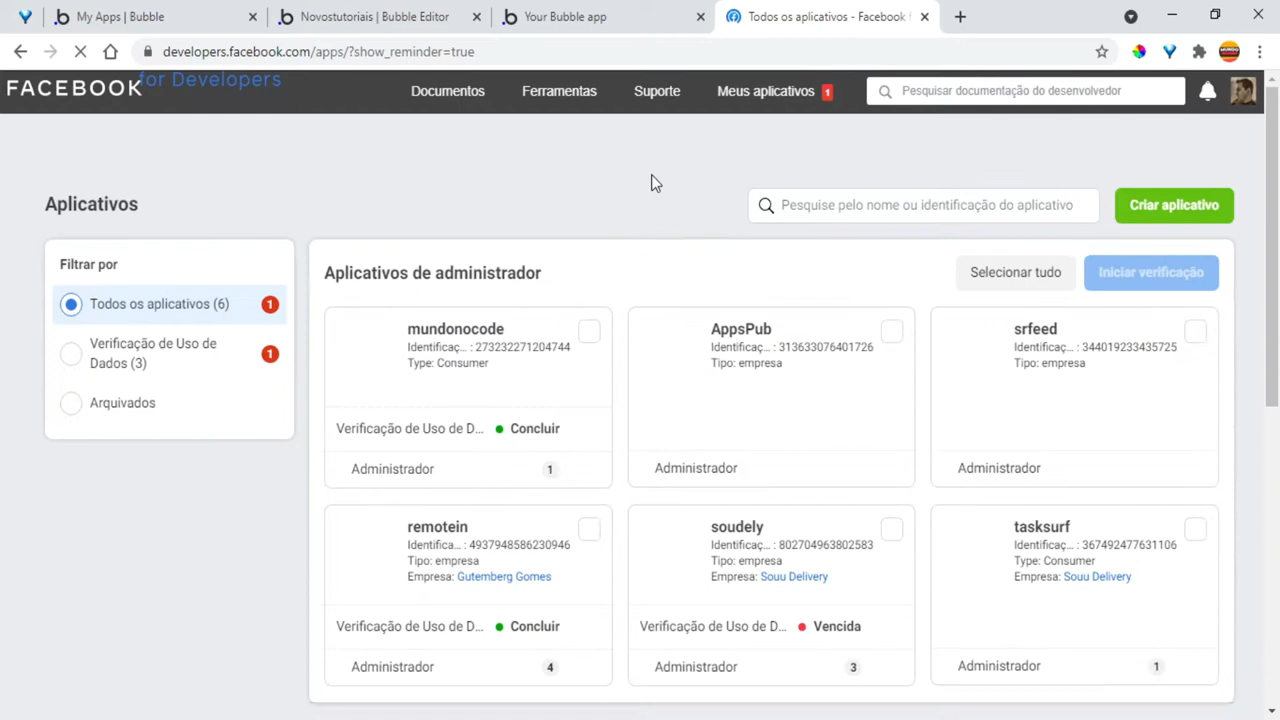 My Apps | Bubble
Novostutoriais | Bubble Editor
Your Bubble app
Todos os aplicativos - Facebook f
developers.facebook.com/apps/?show_reminder=true
FACEBOOK for Developers
Documentos
Ferramentas
Suporte
Meus aplicativos 1
Pesquisar documentação do desenvolvedor
Aplicativos
Pesquise pelo nome ou identificação do aplicativo
Criar aplicativo
Filtrar por
Todos os aplicativos (6) 1
Verificação de Uso de
Dados (3) 1
Arquivados
Aplicativos de administrador
Selecionar tudo
Iniciar verificação
mundonocode
Identificaç... : 273232271204744
Type: Consumer
Verificação de Uso de D... Concluir
Administrador 1
AppsPub
Identificaç... : 313633076401726
Tipo: empresa
Administrador
srfeed
Identificaç... : 344019233435725
Tipo: empresa
Administrador
remotein
Identifica... : 4937948586230946
Tipo: empresa
Empresa: Gutemberg Gomes
Verificação de Uso de D... Concluir
Administrador 4
soudely
Identificaç... : 802704963802583
Tipo: empresa
Empresa: Souu Delivery
Verificação de Uso de D... Vencida
Administrador 3
tasksurf
Identificaç... : 367492477631106
Type: Consumer
Empresa: Souu Delivery
Administrador 1